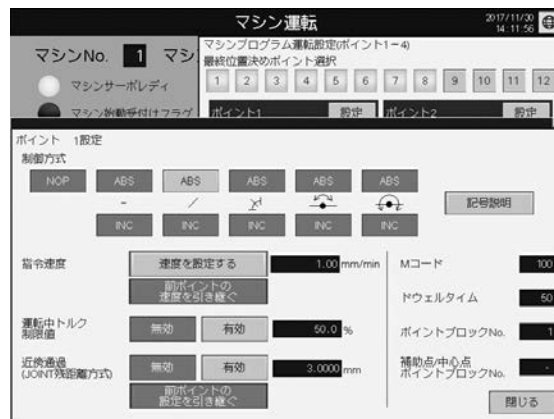 マシン運転
2017/11/20
14:11:56
マシンNo. 1 マシ
マシンプログラム運転設定(ポイント1-4)
最終位置決めポイント選択
1 2 3 4 5 6 7 8 9 10 11 12
マシンサーボレディ
マシン始動受付けフラグ
ポイント1 設定 ポイント2 設定
ポイント 1設定
制御方式
NOP ABS ABS ABS ABS ABS
INC INC INC INC INC
記号説明
指令速度 速度を設定する 1.00 mm/min
前ポイントの
速度を引き継ぐ
運転中トルク
制限値
無効 有効 50.0 %
近傍通過
(JOINT残距離方式)
無効 有効 3.0000 mm
前ポイントの
設定を引き継ぐ
Mコード 100
ドウェルタイム 50
ポイントブロックNo. 1
補助点/中心点
ポイントブロックNo. -
閉じる